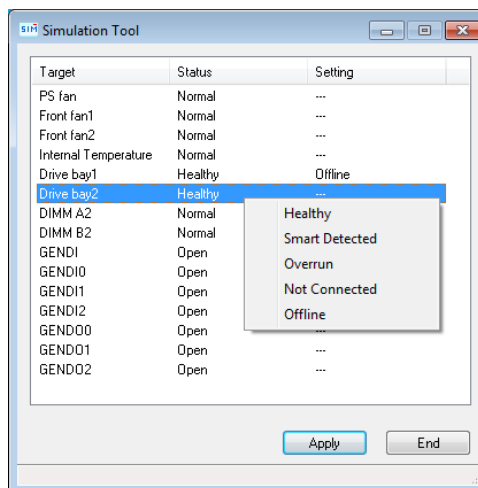 SIM Simulation Tool
Target Status Setting
PS fan Normal ---
Front fan1 Normal ---
Front fan2 Normal ---
Internal Temperature Normal ---
Drive bay1 Healthy Offline
Drive bay2 Healthy ---
DIMM A2 Normal
DIMM B2 Normal
GENDI Open
GENDI0 Open
GENDI1 Open
GENDI2 Open
GENDO0 Open ---
GENDO1 Open ---
GENDO2 Open ---
Healthy
Smart Detected
Overrun
Not Connected
Offline
Apply End